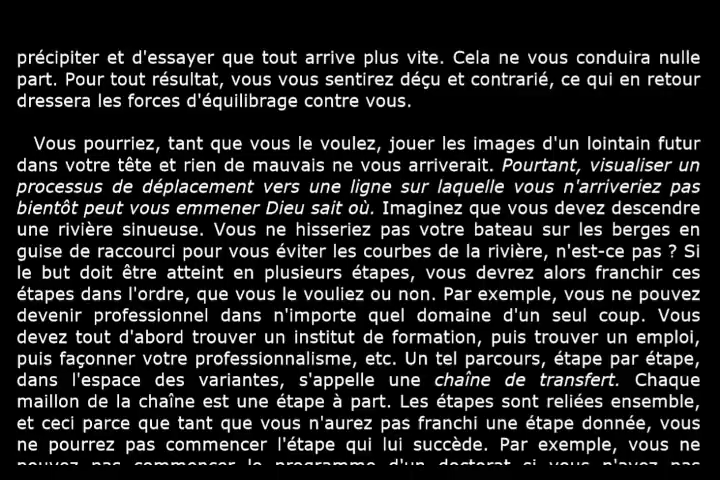 précipiter et d'essayer que tout arrive plus vite. Cela ne vous conduira nulle
part. Pour tout résultat, vous vous sentirez déçu et contrarié, ce qui en retour
dressera les forces d'équilibrage contre vous.
Vous pourriez, tant que vous le voulez, jouer les images d'un lointain futur
dans votre tête et rien de mauvais ne vous arriverait. Pourtant, visualiser un
processus de déplacement vers une ligne sur laquelle vous n'arriveriez pas
bientôt peut vous emmener Dieu sait où. Imaginez que vous devez descendre
une rivière sinueuse. Vous ne hisseriez pas votre bateau sur les berges en
guise de raccourci pour vous éviter les courbes de la rivière, n'est-ce pas ? Si
le but doit être atteint en plusieurs étapes, vous devrez alors franchir ces
étapes dans l'ordre, que vous le vouliez ou non. Par exemple, vous ne pouvez
devenir professionnel dans n'importe quel domaine d'un seul coup. Vous
devez tout d'abord trouver un institut de formation, puis trouver un emploi,
puis façonner votre professionnalisme, etc. Un tel parcours, étape par étape,
dans l'espace des variantes, s'appelle une chaîne de transfert. Chaque
maillon de la chaîne est une étape à part. Les étapes sont reliées ensemble,
et ceci parce que tant que vous n'aurez pas franchi une étape donnée, vous
ne pourrez pas commencer l'étape qui lui succède. Par exemple, vous ne
pouvez pas commencer le programme d'un doctorat si vous n'avez pas